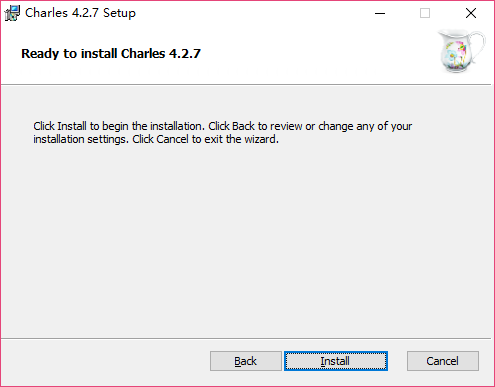 Charles 4.2.7 Setup
Ready to install Charles 4.2.7
Click Install to begin the installation. Click Back to review or change any of your
installation settings. Click Cancel to exit the wizard.
Back Install Cancel